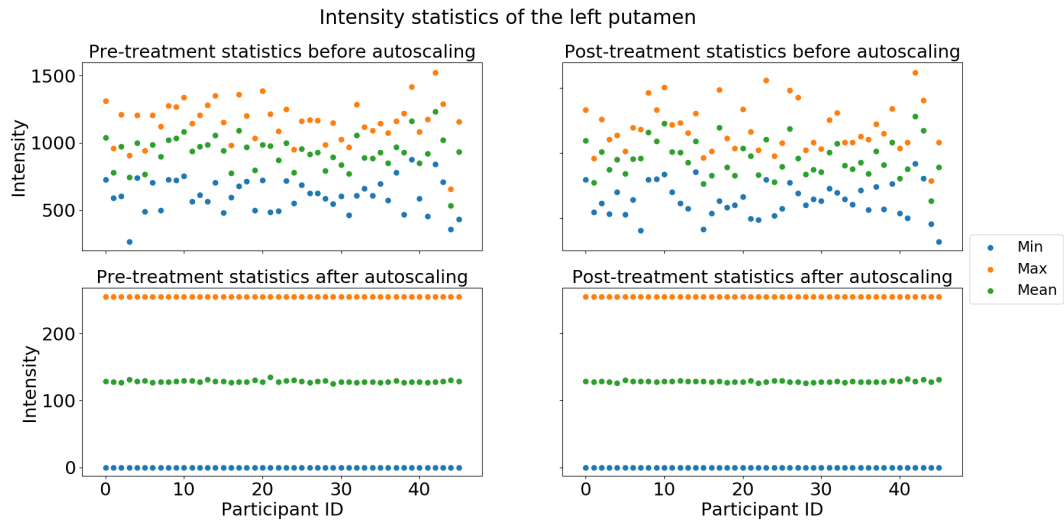 Intensity statistics of the left putamen
Pre-treatment statistics before autoscaling
Post-treatment statistics before autoscaling
1500
1000
500
Intensity
Min
Max
Mean
Pre-treatment statistics after autoscaling
Post-treatment statistics after autoscaling
200
100
0
Intensity
0 10 20 30 40
0 10 20 30 40
Participant ID
Participant ID